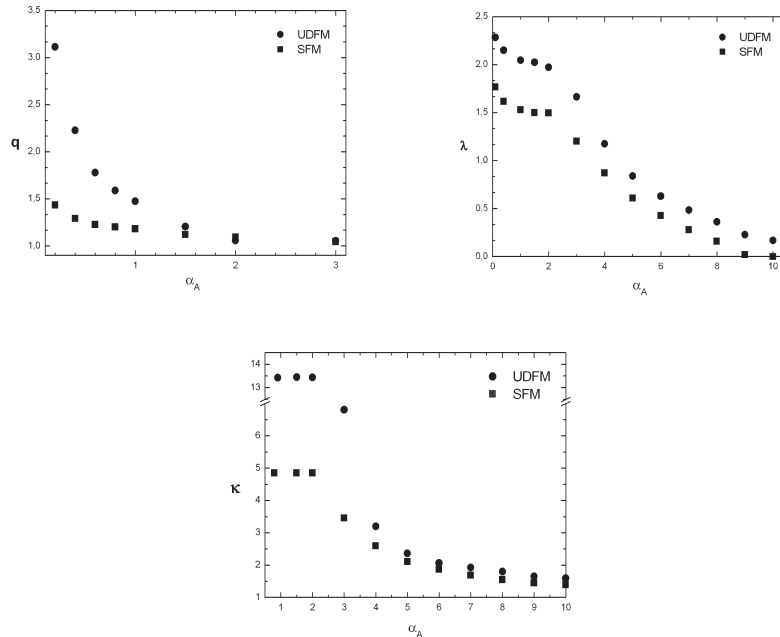 3,5
3,0
2,5
2,0
1,5
1,0
q
1 2 3
α_A
UDFM
SFM
2,5
2,0
1,5
1,0
0,5
0,0
λ
0 2 4 6 8 10
α_A
UDFM
SFM
14
13
6
5
4
3
2
1
κ
1 2 3 4 5 6 7 8 9 10
α_A
UDFM
SFM